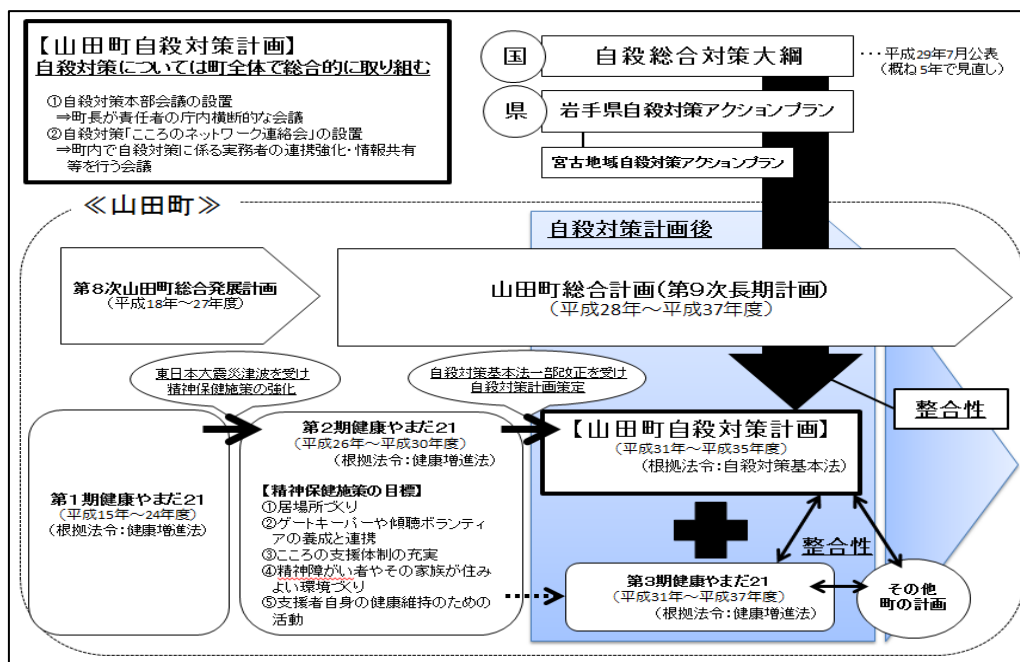 【山田町自殺対策計画】
自殺対策については町全体で総合的に取り組む
①自殺対策本部会議の設置
⇒町長が責任者の庁内横断的な会議
②自殺対策「こころのネットワーク連絡会」の設置
⇒町内で自殺対策に係る実務者の連携強化・情報共有
等を行う会議
国
自殺総合対策大綱
・・・平成29年7月公表
(概ね5年で見直し)
県
岩手県自殺対策アクションプラン
宮古地域自殺対策アクションプラン
≪山田町≫
自殺対策計画後
第8次山田町総合発展計画
(平成18年～27年度)
山田町総合計画(第9次長期計画)
(平成28年～平成37年度)
東日本大震災津波を受け
精神保健施策の強化
自殺対策基本法一部改正を受け
自殺対策計画策定
整合性
第1期健康やまだ21
(平成15年～24年度)
(根拠法令：健康増進法)
第2期健康やまだ21
(平成26年～平成30年度)
(根拠法令：健康増進法)
【精神保健施策の目標】
①居場所づくり
②ゲートキーパーや傾聴ボランティ
アの養成と連携
③こころの支援体制の充実
④精神障がい者やその家族が住み
よい環境づくり
⑤支援者自身の健康維持のための
活動
【山田町自殺対策計画】
(平成31年～平成35年度)
(根拠法令：自殺対策基本法)
整合性
第3期健康やまだ21
(平成31年～平成37年度)
(根拠法令：健康増進法)
その他
町の計画